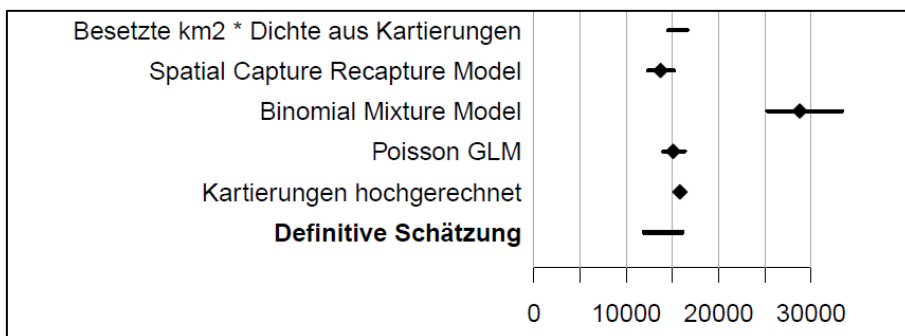 Besetzte km2 * Dichte aus Kartierungen
Spatial Capture Recapture Model
Binomial Mixture Model
Poisson GLM
Kartierungen hochgerechnet
Definitive Schätzung
0 10000 20000 30000